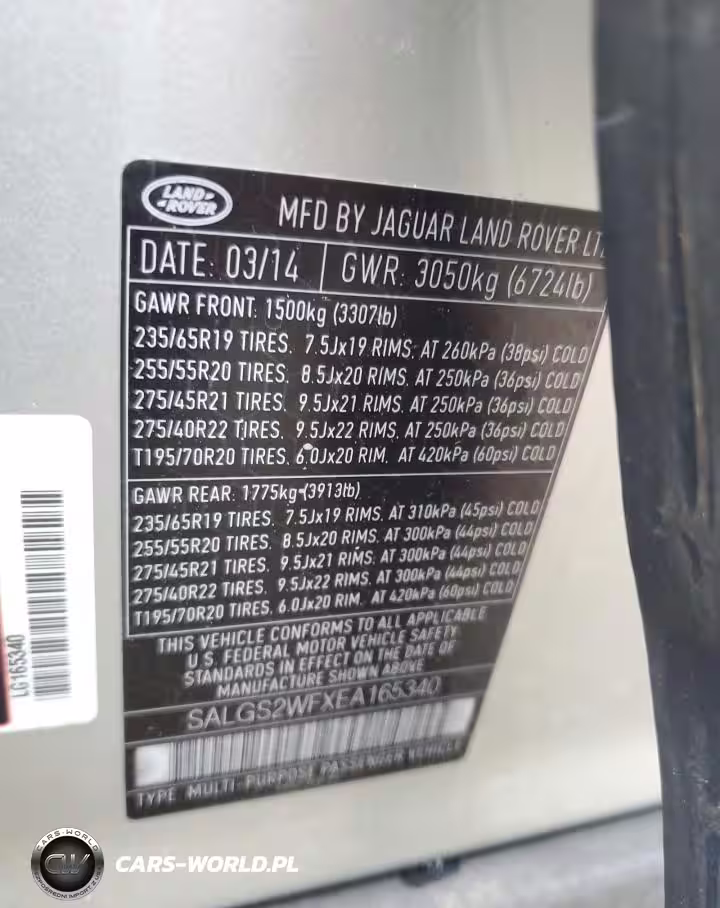 LAND-
-ROVER
MFD BY JAGUAR LAND ROVER LT
DATE: 03/14 GWR: 3050kg (6724lb)
GAWR FRONT: 1500kg (3307lb)
235/65R19 TIRES. 7.5Jx19 RIMS. AT 260kPa (38psi) COLD
255/55R20 TIRES. 8.5Jx20 RIMS. AT 250kPa (36psi) COLD
275/45R21 TIRES. 9.5Jx21 RIMS. AT 250kPa (36psi) COLD
275/40R22 TIRES. 9.5Jx22 RIMS. AT 250kPa (36psi) COLD
T195/70R20 TIRES. 6.0Jx20 RIM. AT 420kPa (60psi) COLD
GAWR REAR: 1775kg (3913lb)
235/65R19 TIRES. 7.5Jx19 RIMS. AT 310kPa (45psi) COLD
255/55R20 TIRES. 8.5Jx20 RIMS. AT 300kPa (44psi) COLD
275/45R21 TIRES. 9.5Jx21 RIMS. AT 300kPa (44psi) COLD
275/40R22 TIRES. 9.5Jx22 RIMS. AT 300kPa (44psi) COLD
T195/70R20 TIRES. 6.0Jx20 RIM. AT 420kPa (60psi) COLD
THIS VEHICLE CONFORMS TO ALL APPLICABLE
U.S. FEDERAL MOTOR VEHICLE SAFETY
STANDARDS IN EFFECT ON THE DATE OF
MANUFACTURE SHOWN ABOVE
SALGS2WFXEA165340
TYPE: MULTI-PURPOSE PASSENGER VEHICLE
LG165340
CARS-WORLD
CW
BEZPOŚREDNI IMPORT Z USA
CARS-WORLD.PL